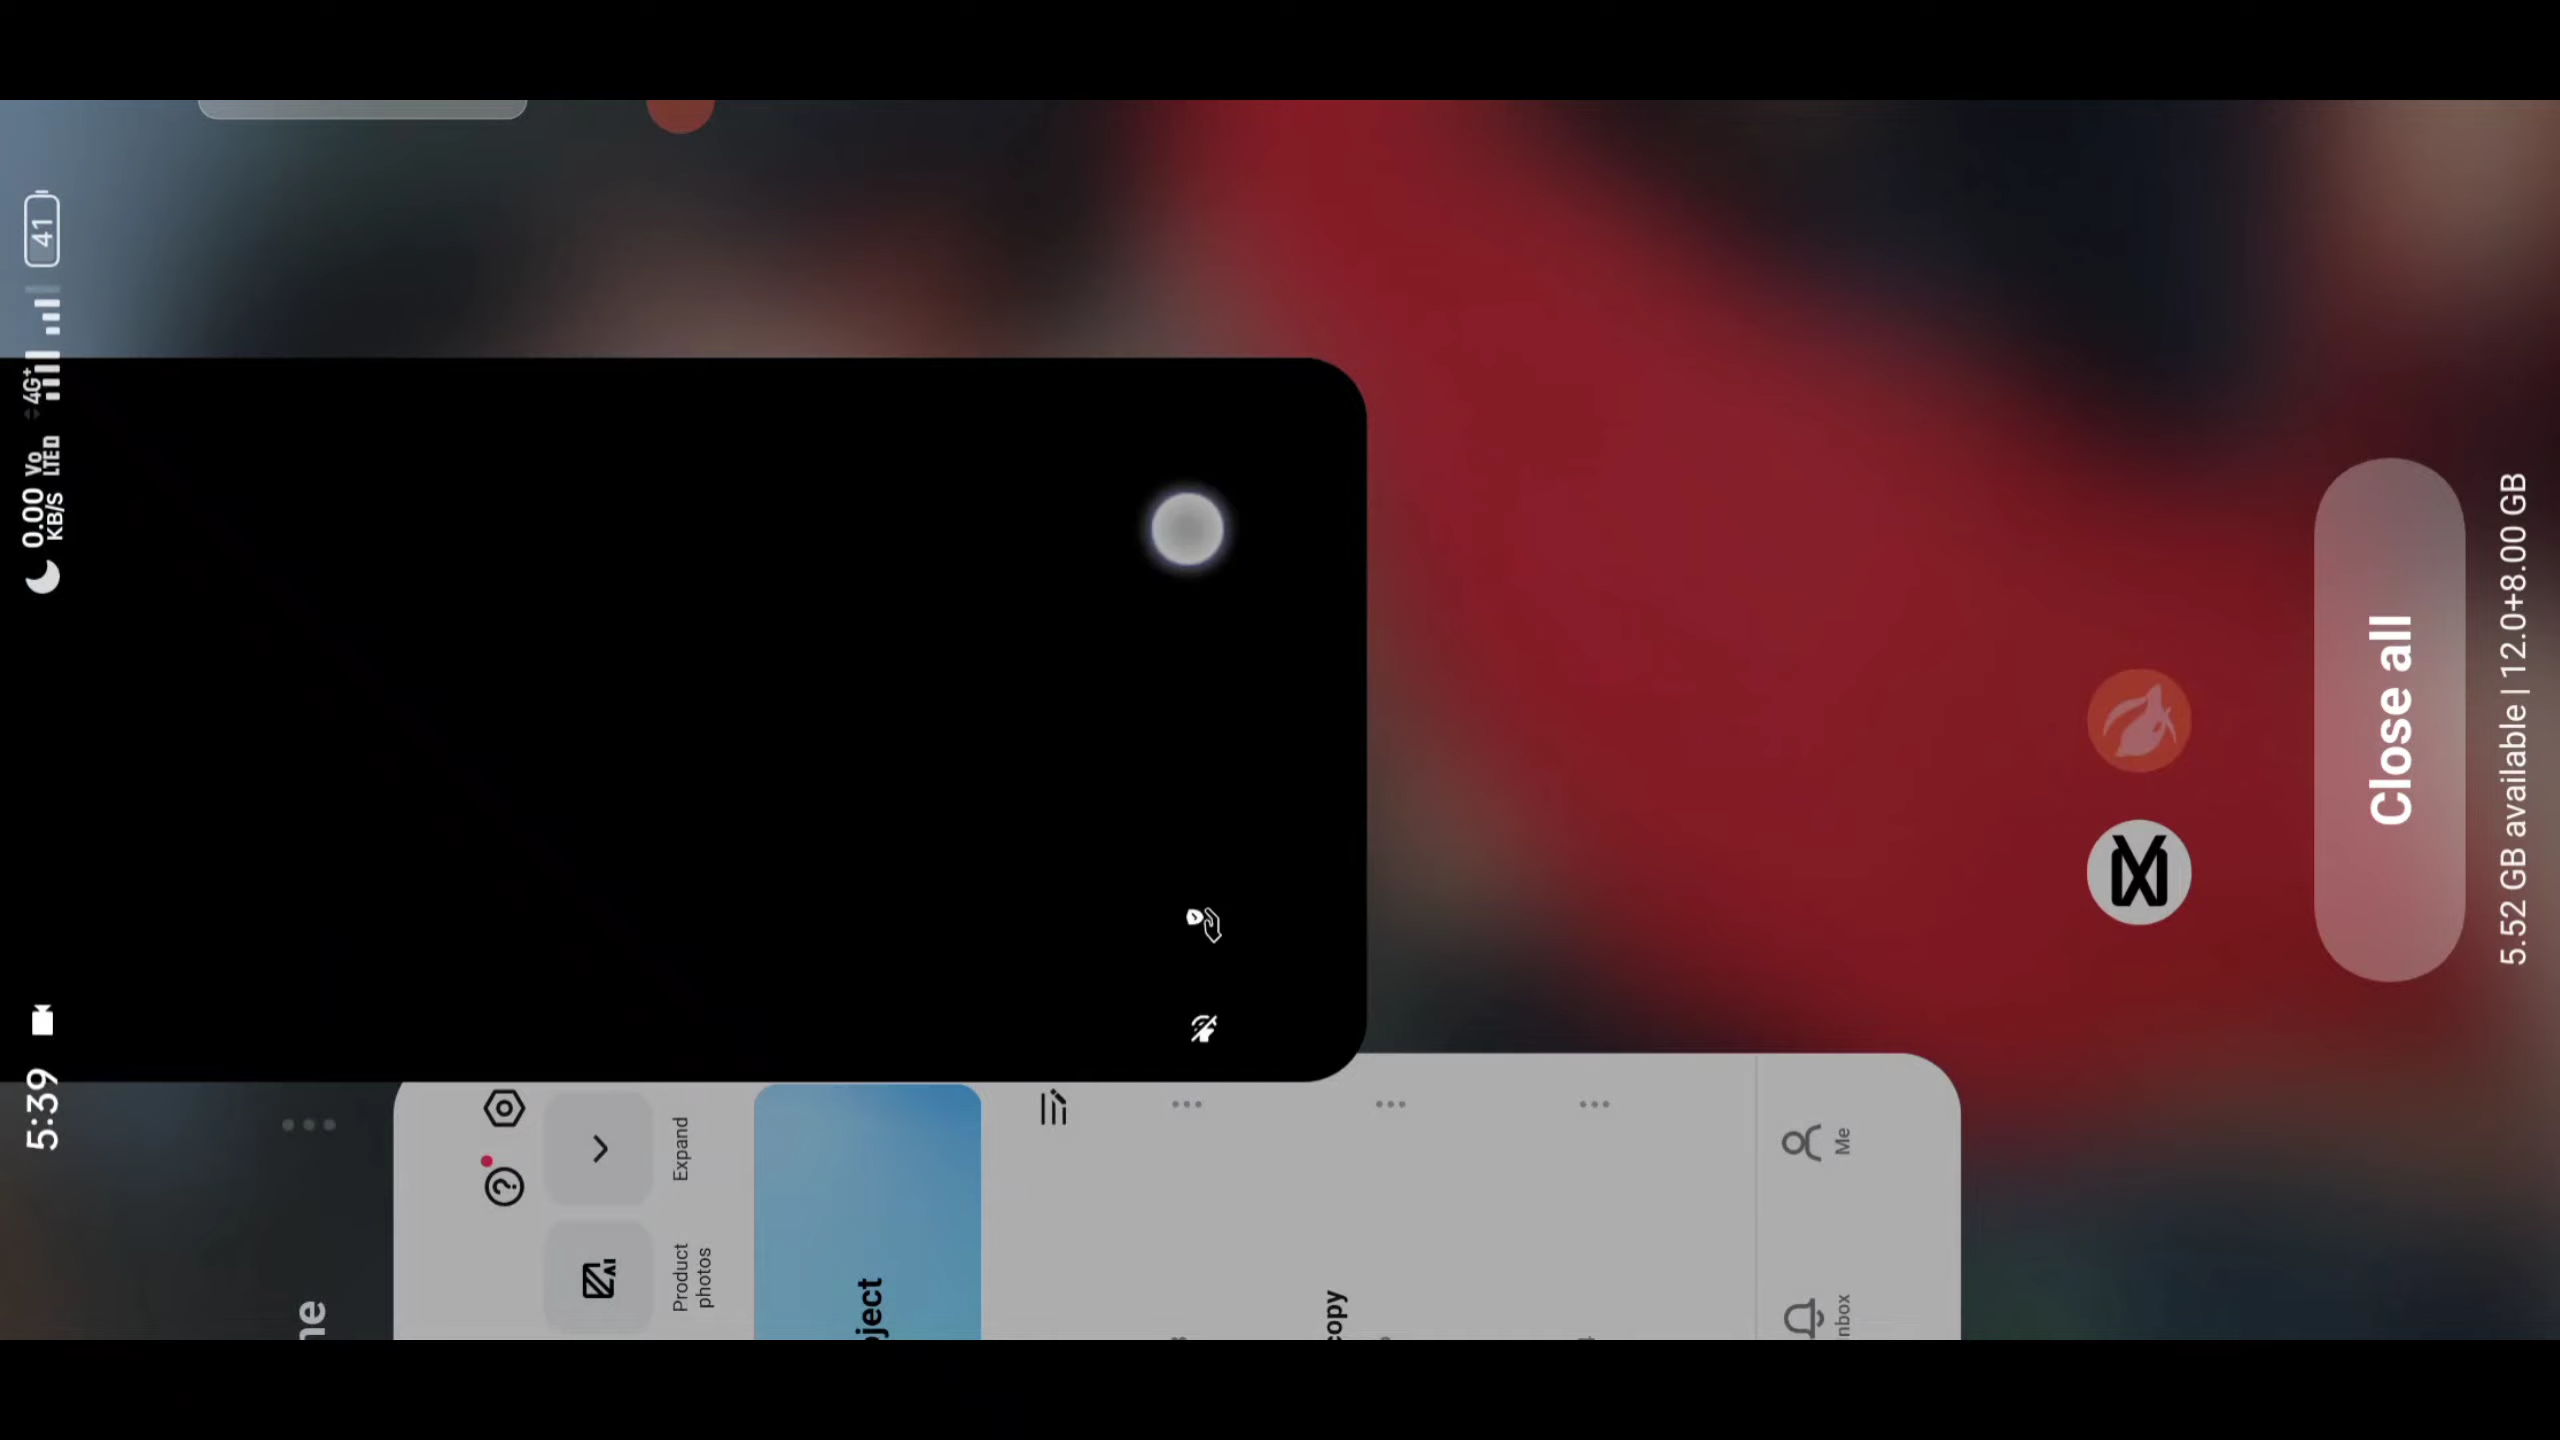 5:39
0.00
KB/S
Vo
LTED
4G+
41
Expand
Product
photos
Me
Close all
5.52 GB available | 12.0+8.00 GB